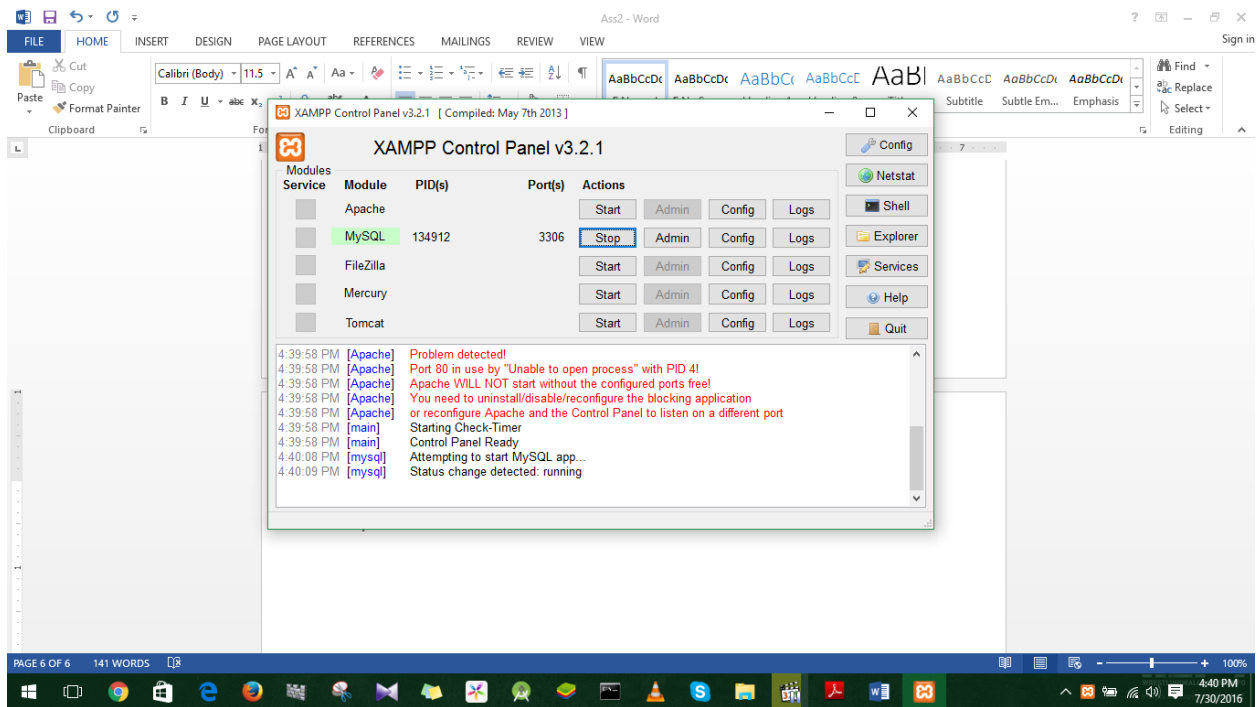 Ass2 - Word
FILE HOME INSERT DESIGN PAGE LAYOUT REFERENCES MAILINGS REVIEW VIEW Sign in
Cut
Copy
Paste
Format Painter
Clipboard
Calibri (Body) 11.5
AaBbCcDc AaBbCcDc AaBbC AaBbCcD AaB AaBbCcD AaBbCcDc AaBbCcDc
Subtitle Subtle Em... Emphasis
Find
Replace
Select
Editing
XAMPP Control Panel v3.2.1 [ Compiled: May 7th 2013 ]
XAMPP Control Panel v3.2.1
Modules
Service Module PID(s) Port(s) Actions
Apache Start Admin Config Logs
MySQL 134912 3306 Stop Admin Config Logs
FileZilla Start Admin Config Logs
Mercury Start Admin Config Logs
Tomcat Start Admin Config Logs
Config
Netstat
Shell
Explorer
Services
Help
Quit
4:39:58 PM [Apache] Problem detected!
4:39:58 PM [Apache] Port 80 in use by "Unable to open process" with PID 4!
4:39:58 PM [Apache] Apache WILL NOT start without the configured ports free!
4:39:58 PM [Apache] You need to uninstall/disable/reconfigure the blocking application
4:39:58 PM [Apache] or reconfigure Apache and the Control Panel to listen on a different port
4:39:58 PM [main] Starting Check-Timer
4:39:58 PM [main] Control Panel Ready
4:40:08 PM [mysql] Attempting to start MySQL app...
4:40:09 PM [mysql] Status change detected: running
PAGE 6 OF 6 141 WORDS 100%
4:40 PM
7/30/2016